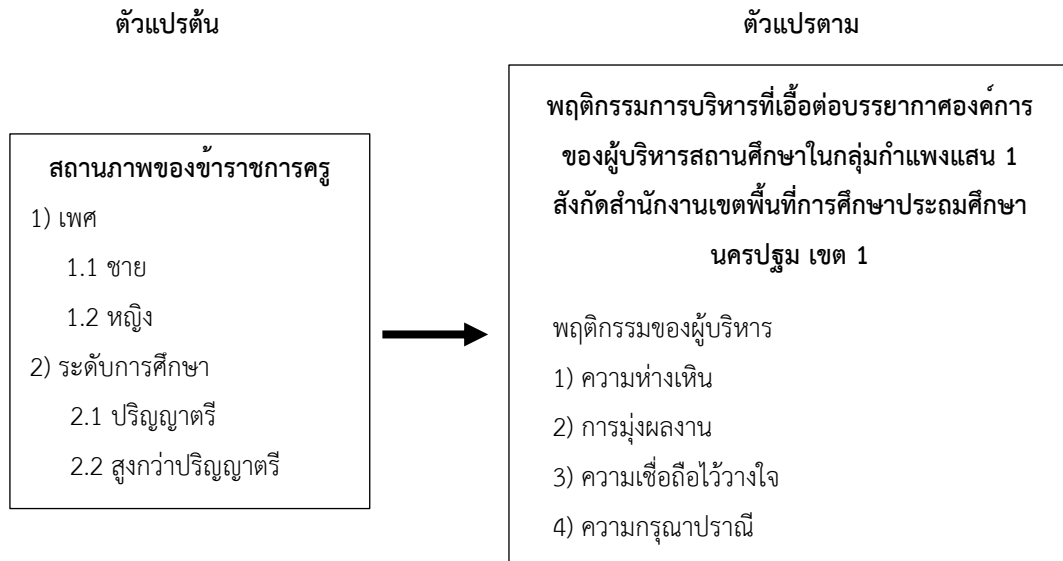 ตัวแปรต้น
ตัวแปรตาม
สถานภาพของข้าราชการครู
1) เพศ
1.1 ชาย
1.2 หญิง
2) ระดับการศึกษา
2.1 ปริญญาตรี
2.2 สูงกว่าปริญญาตรี
พฤติกรรมการบริหารที่เอื้อต่อบรรยากาศองค์การ
ของผู้บริหารสถานศึกษาในกลุ่มกำแพงแสน 1
สังกัดสำนักงานเขตพื้นที่การศึกษาประถมศึกษา
นครปฐม เขต 1
พฤติกรรมของผู้บริหาร
1) ความห่างเหิน
2) การมุ่งผลงาน
3) ความเชื่อถือไว้วางใจ
4) ความกรุณาปราณี